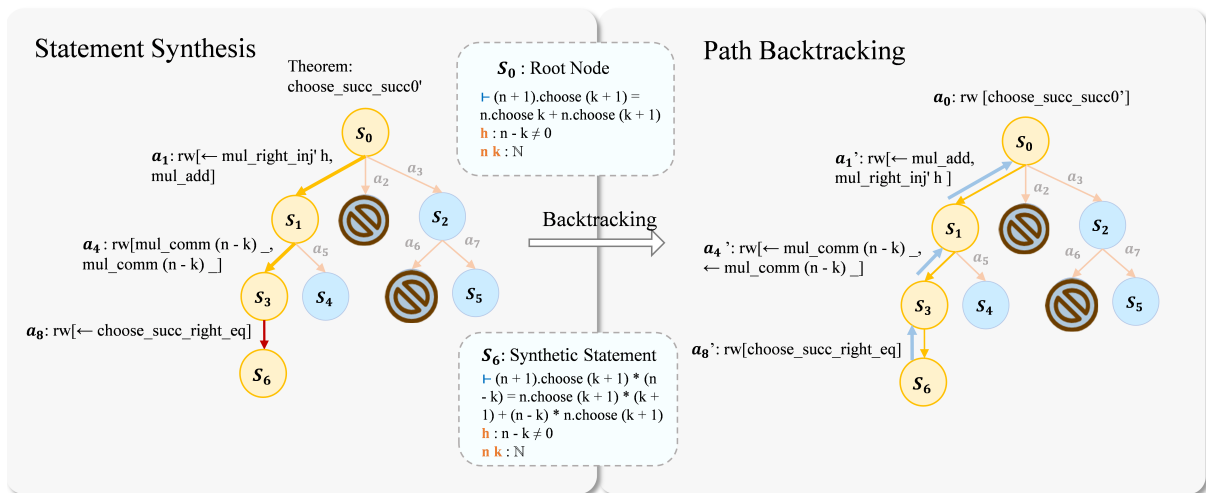 Statement Synthesis
Theorem:
choose_succ_succ0'
S₀
a₁: rw[← mul_right_inj' h,
mul_add]
a₂
a₃
S₁
S₂
a₄: rw[mul_comm (n - k) _,
mul_comm (n - k) _]
a₅
a₆
a₇
S₃
S₄
S₅
a₈: rw[← choose_succ_right_eq]
S₆
S₀ : Root Node
⊢ (n + 1).choose (k + 1) =
n.choose k + n.choose (k + 1)
h : n - k ≠ 0
n k : ℕ
Backtracking
S₆: Synthetic Statement
⊢ (n + 1).choose (k + 1) * (n
- k) = n.choose (k + 1) * (k +
1) + (n - k) * n.choose (k + 1)
h : n - k ≠ 0
n k : ℕ
Path Backtracking
a₀: rw [choose_succ_succ0’]
S₀
a₁’: rw[← mul_add,
mul_right_inj' h ]
a₂
a₃
S₁
S₂
a₄’: rw[← mul_comm (n - k) _,
← mul_comm (n - k) _]
a₅
a₆
a₇
S₃
S₄
S₅
a₈’: rw[choose_succ_right_eq]
S₆